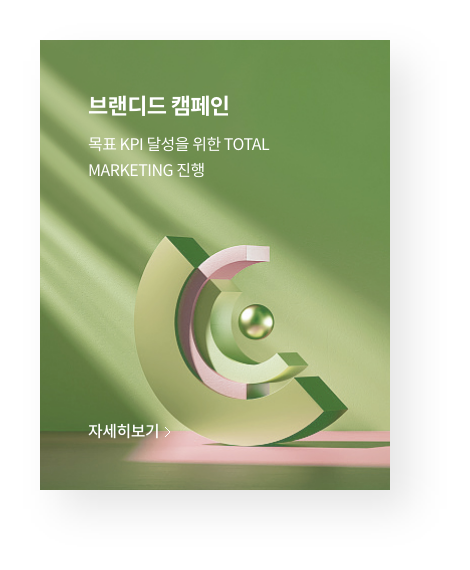 브랜디드 캠페인
목표 KPI 달성을 위한 TOTAL
MARKETING 진행
자세히보기 >